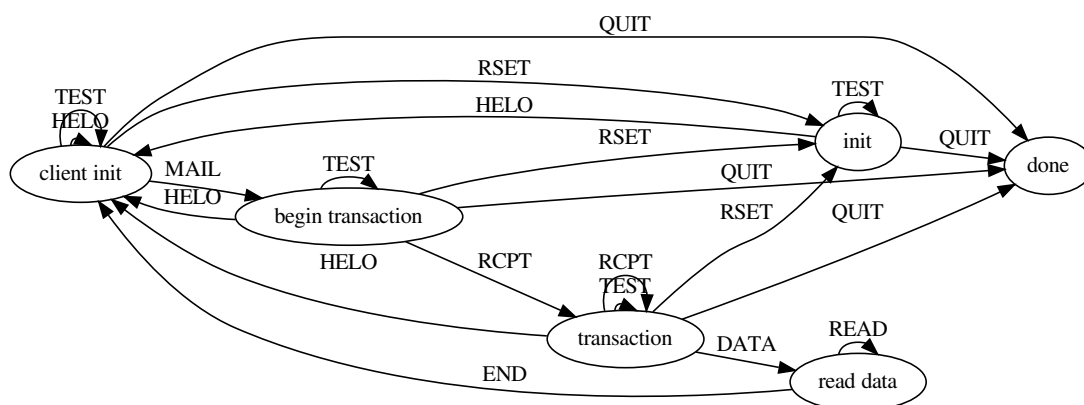 QUIT
RSET
TEST
HELO
HELO
TEST
RSET
init
QUIT
client init
MAIL
TEST
QUIT
done
HELO
begin transaction
RSET
QUIT
HELO
RCPT
RCPT
TEST
transaction
DATA
READ
END
read data